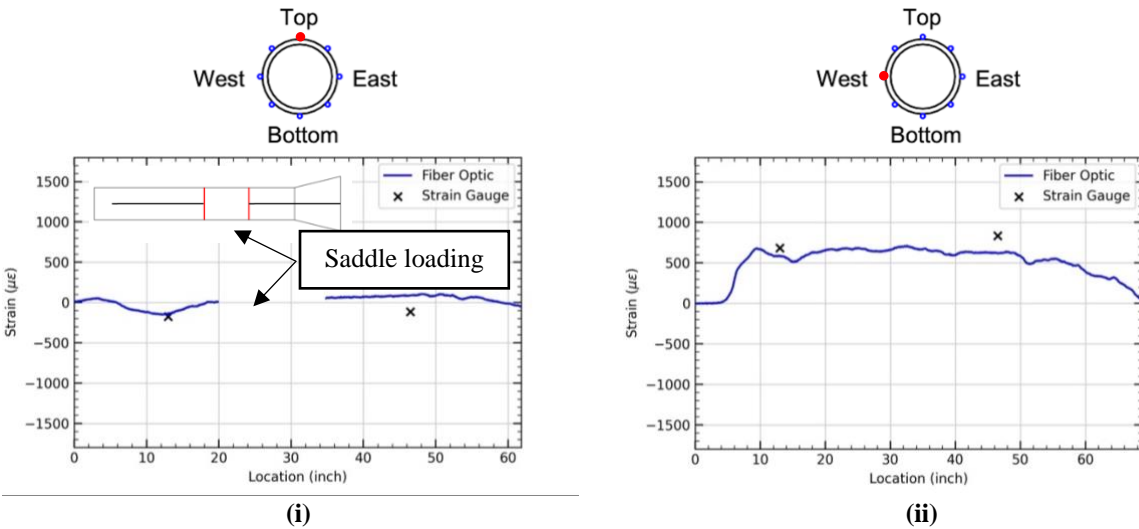 Top
West
East
Bottom
1500
1000
500
0
−500
−1000
−1500
Strain (με)
0
10
20
30
40
50
60
Location (inch)
Fiber Optic
Strain Gauge
Saddle loading
(i)
Top
West
East
Bottom
1500
1000
500
0
−500
−1000
−1500
Strain (με)
0
10
20
30
40
50
60
Location (inch)
Fiber Optic
Strain Gauge
(ii)